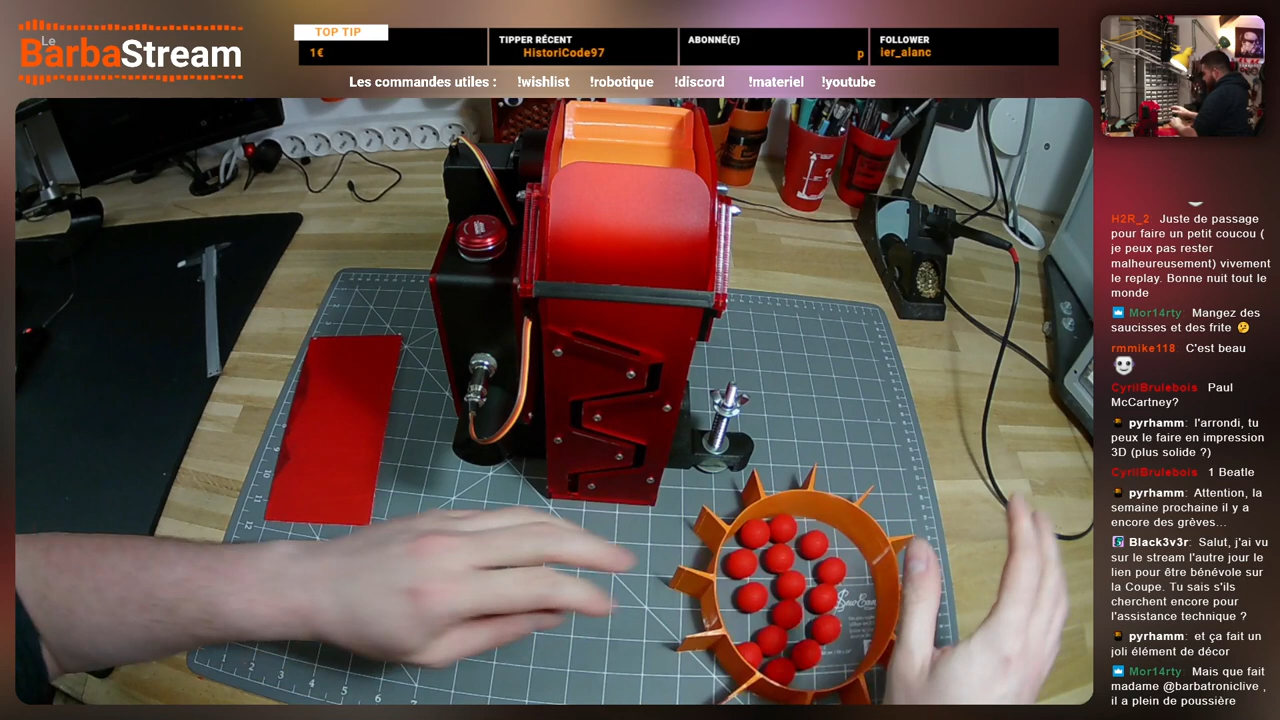 Le
BarbaStream
TOP TIP
1€
TIPPER RÉCENT
HistoriCode97
ABONNÉ(E)
p
FOLLOWER
ier_alanc
Les commandes utiles : !wishlist !robotique !discord !materiel !youtube
H2R_2: Juste de passage
pour faire un petit coucou (
je peux pas rester
malheureusement) vivement
le replay. Bonne nuit tout le
monde
Mor14rty: Mangez des
saucisses et des frite 🤔
rmmike118: C'est beau
CyrilBrulebois: Paul
McCartney?
pyrhamm: l'arrondi, tu
peux le faire en impression
3D (plus solide ?)
CyrilBrulebois: 1 Beatle
pyrhamm: Attention, la
semaine prochaine il y a
encore des grèves...
Black3v3r: Salut, j'ai vu
sur le stream l'autre jour le
lien pour être bénévole sur
la Coupe. Tu sais s'ils
cherchent encore pour
l'assistance technique ?
pyrhamm: et ça fait un
joli élément de décor
Mor14rty: Mais que fait
madame @barbatroniclive ,
il a plein de poussière